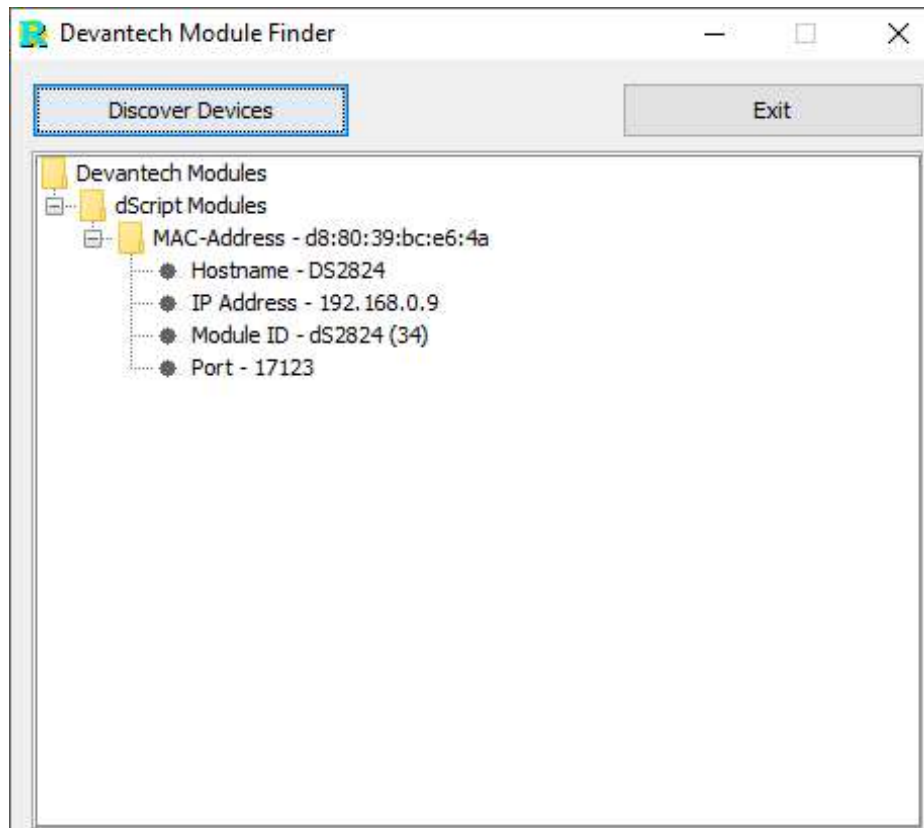 Devantech Module Finder
Discover Devices
Exit
Devantech Modules
dScript Modules
MAC-Address - d8:80:39:bc:e6:4a
Hostname - DS2824
IP Address - 192.168.0.9
Module ID - dS2824 (34)
Port - 17123